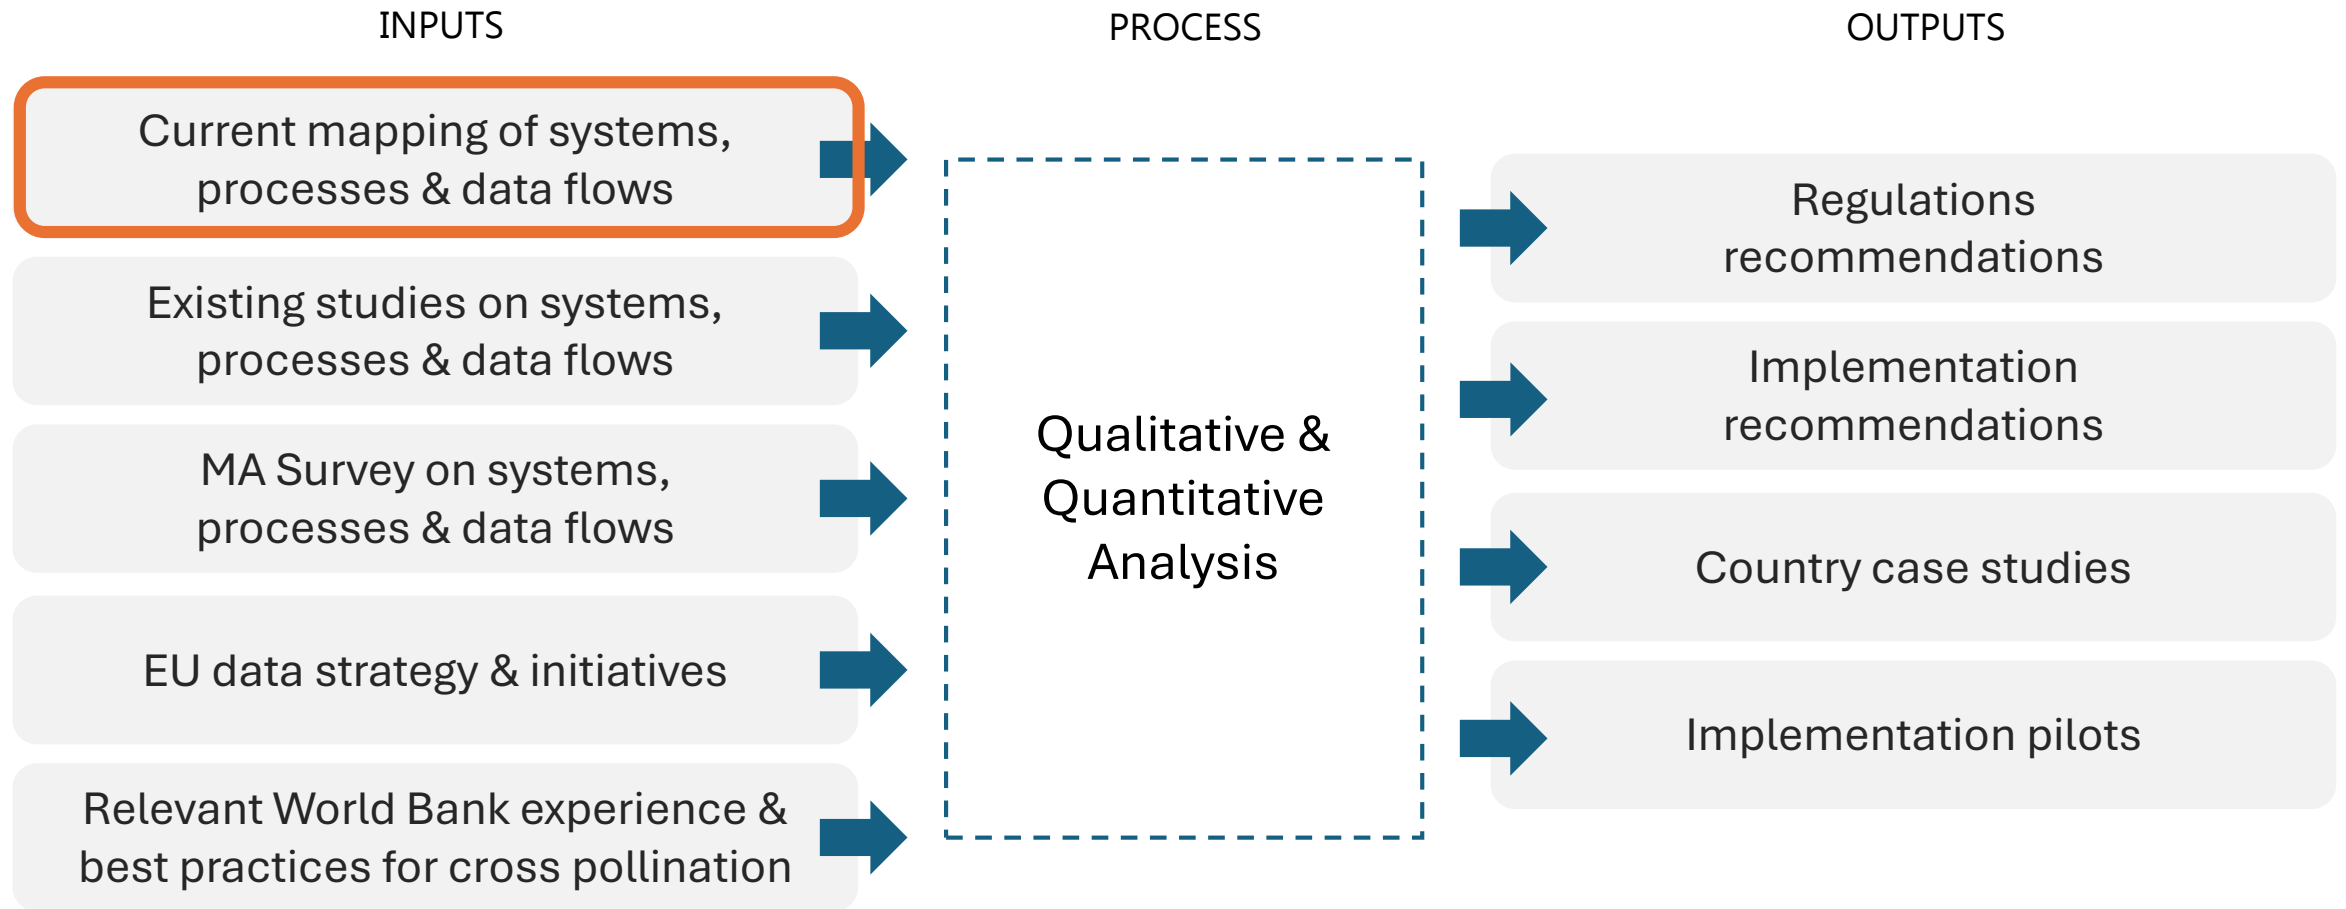 INPUTS
PROCESS
OUTPUTS
Current mapping of systems,
processes & data flows
Existing studies on systems,
processes & data flows
MA Survey on systems,
processes & data flows
EU data strategy & initiatives
Relevant World Bank experience &
best practices for cross pollination
Qualitative &
Quantitative
Analysis
Regulations
recommendations
Implementation
recommendations
Country case studies
Implementation pilots